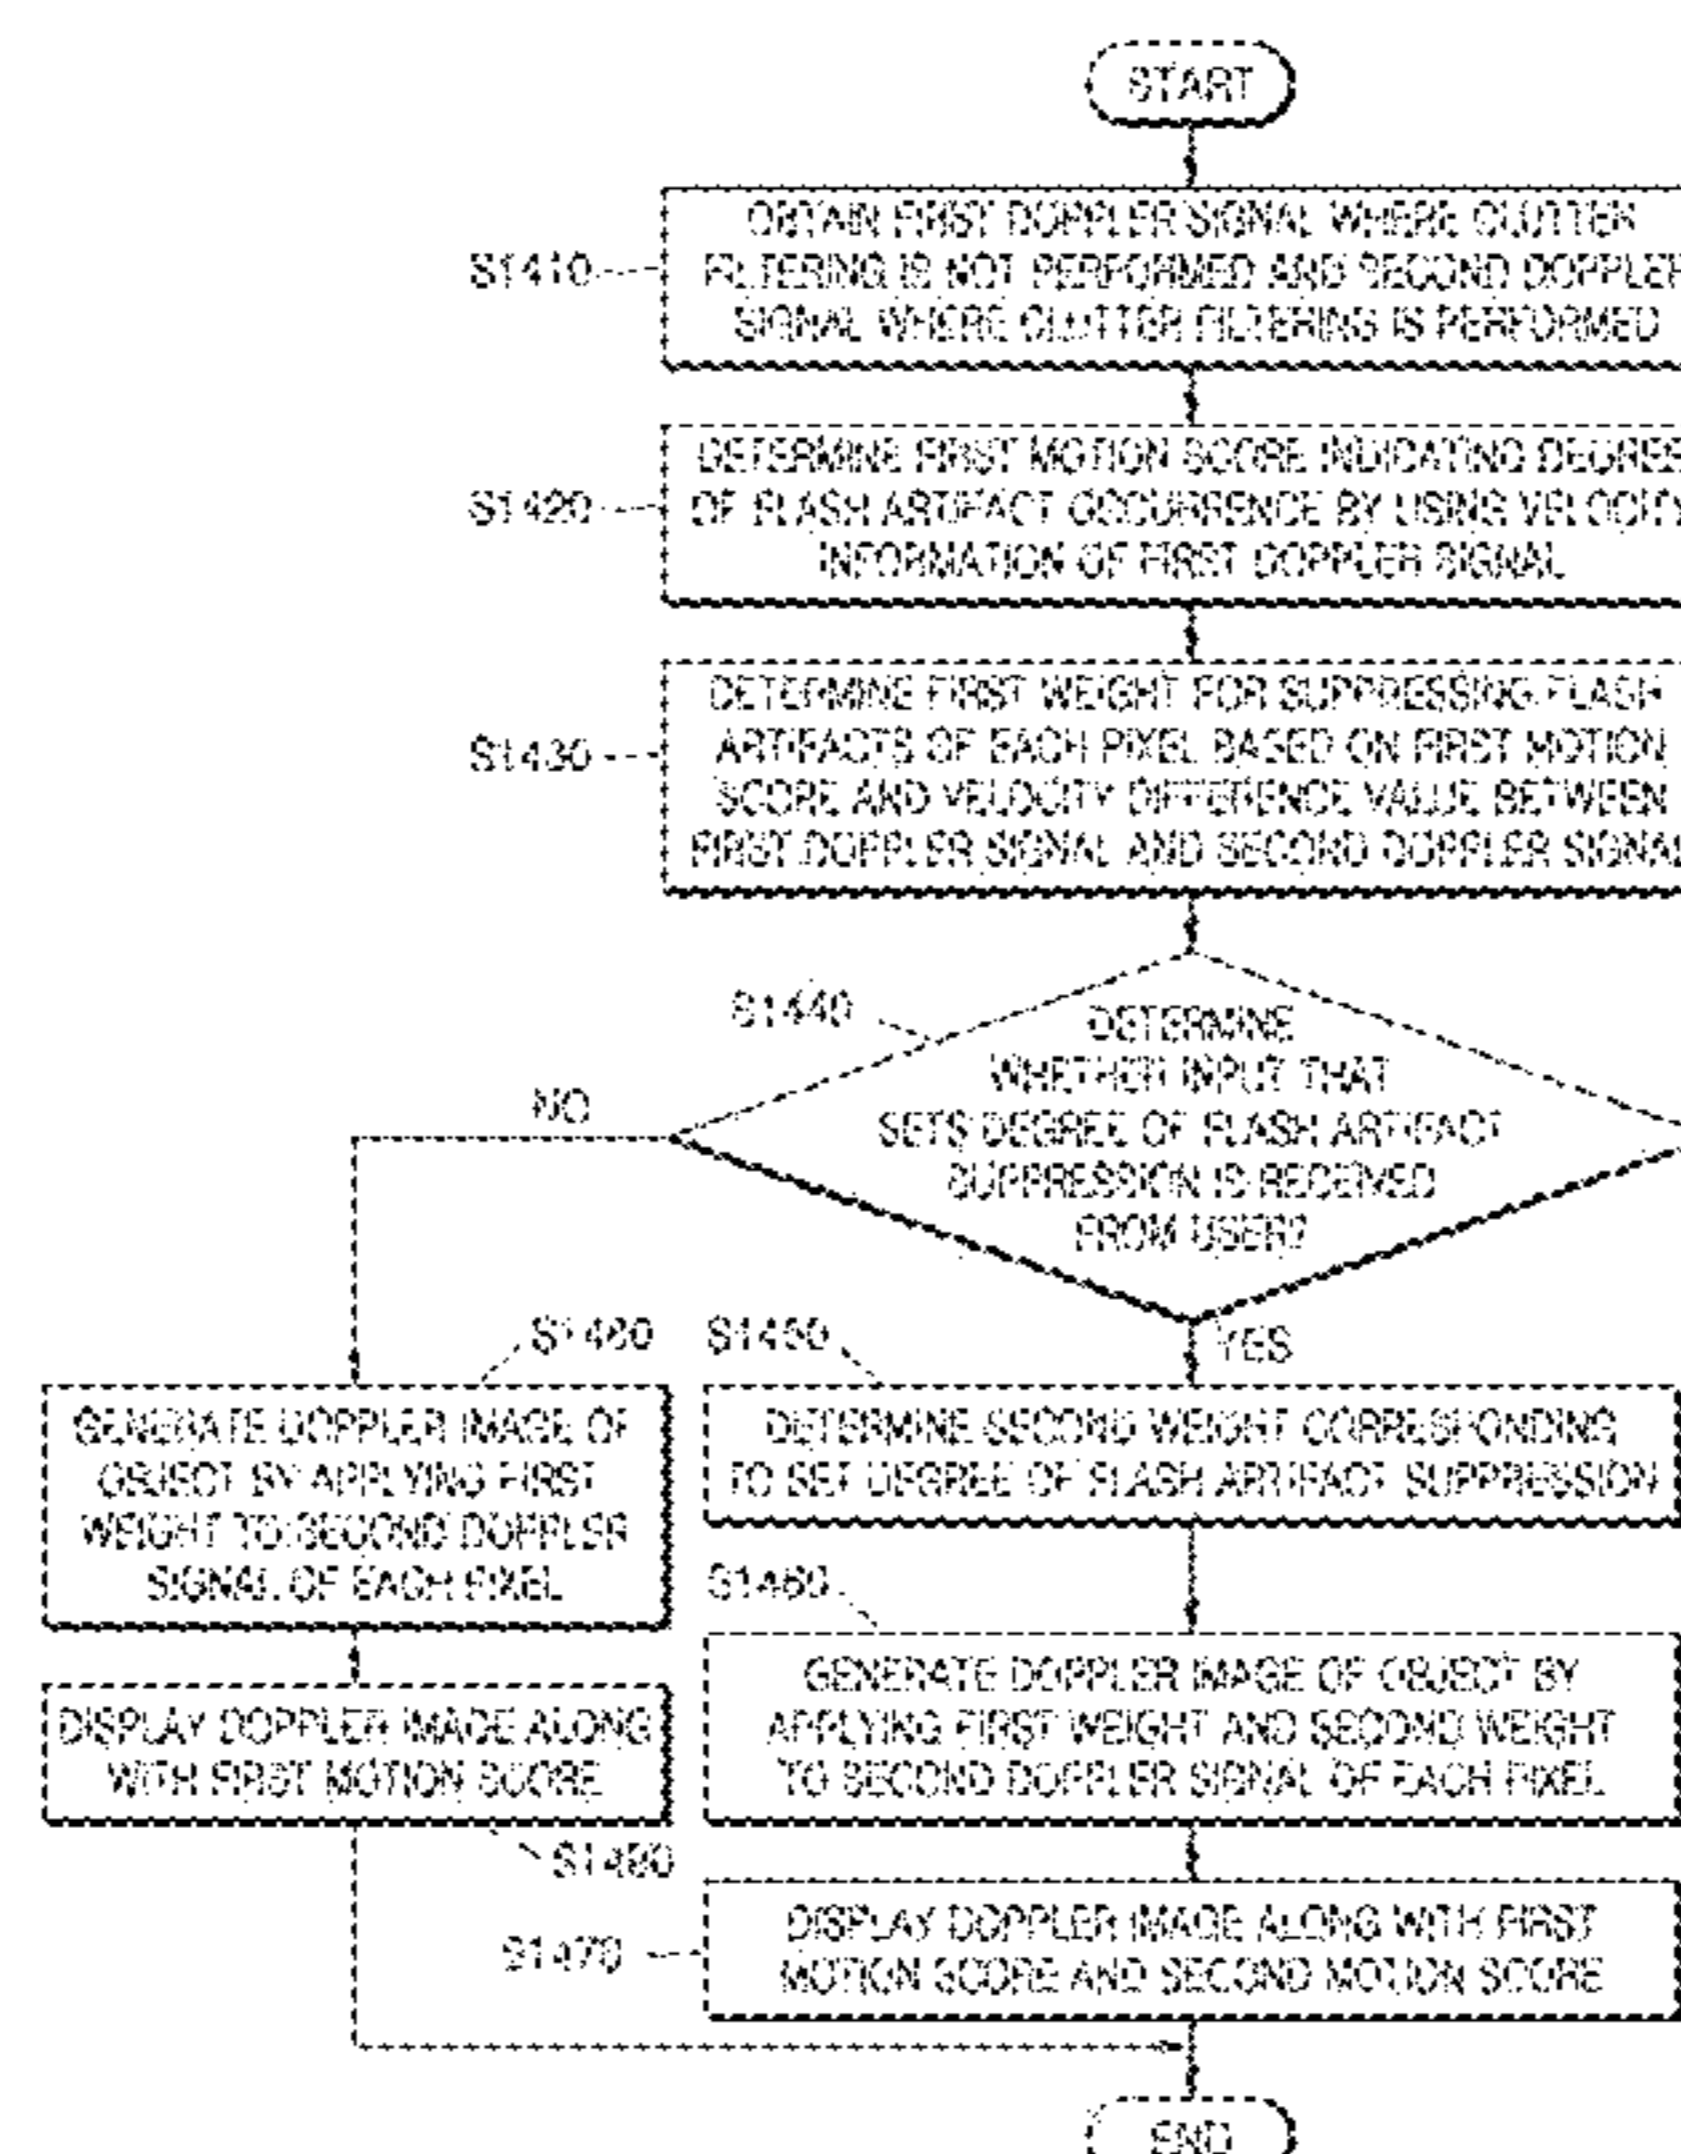 START
S1410
OBTAIN FIRST DOPPLER SIGNAL WHERE CLUTTER
FILTERING IS NOT PERFORMED AND SECOND DOPPLER
SIGNAL WHERE CLUTTER FILTERING IS PERFORMED
S1420
DETERMINE FIRST MOTION SCORE INDICATING DEGREE
OF FLASH ARTIFACT OCCURRENCE BY USING VELOCITY
INFORMATION OF FIRST DOPPLER SIGNAL
S1430
DETERMINE FIRST WEIGHT FOR SUPPRESSING FLASH
ARTIFACTS OF EACH PIXEL BASED ON FIRST MOTION
SCORE AND VELOCITY DIFFERENCE VALUE BETWEEN
FIRST DOPPLER SIGNAL AND SECOND DOPPLER SIGNAL
S1440
DETERMINE
WHETHER INPUT THAT
SETS DEGREE OF FLASH ARTIFACT
SUPPRESSION IS RECEIVED
FROM USER?
NO
YES
S1450
DETERMINE SECOND WEIGHT CORRESPONDING
TO SET DEGREE OF FLASH ARTIFACT SUPPRESSION
S1460
GENERATE DOPPLER IMAGE OF OBJECT BY
APPLYING FIRST WEIGHT AND SECOND WEIGHT
TO SECOND DOPPLER SIGNAL OF EACH PIXEL
S1470
DISPLAY DOPPLER IMAGE ALONG WITH FIRST
MOTION SCORE AND SECOND MOTION SCORE
GENERATE DOPPLER IMAGE OF
OBJECT BY APPLYING FIRST
WEIGHT TO SECOND DOPPLER
SIGNAL OF EACH PIXEL
DISPLAY DOPPLER IMAGE ALONG
WITH FIRST MOTION SCORE
END